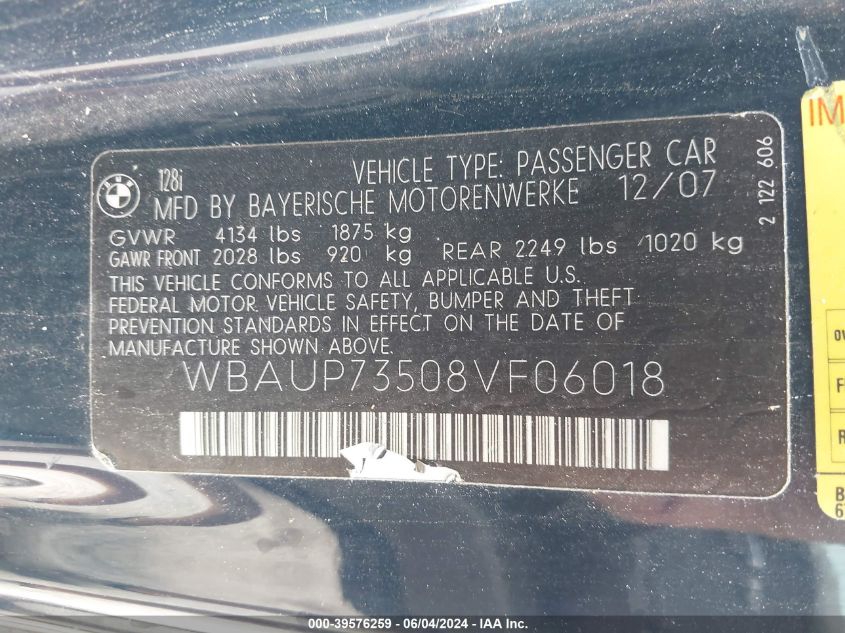 BMW
128i VEHICLE TYPE: PASSENGER CAR
MFD BY BAYERISCHE MOTORENWERKE 12/07
GVWR 4134 lbs 1875 kg
GAWR FRONT 2028 lbs 920 kg REAR 2249 lbs 1020 kg
THIS VEHICLE CONFORMS TO ALL APPLICABLE U.S.
FEDERAL MOTOR VEHICLE SAFETY, BUMPER AND THEFT
PREVENTION STANDARDS IN EFFECT ON THE DATE OF
MANUFACTURE SHOWN ABOVE.
WBAUP73508VF06018
2 122 606
000-39576259 - 06/04/2024 - IAAI.com